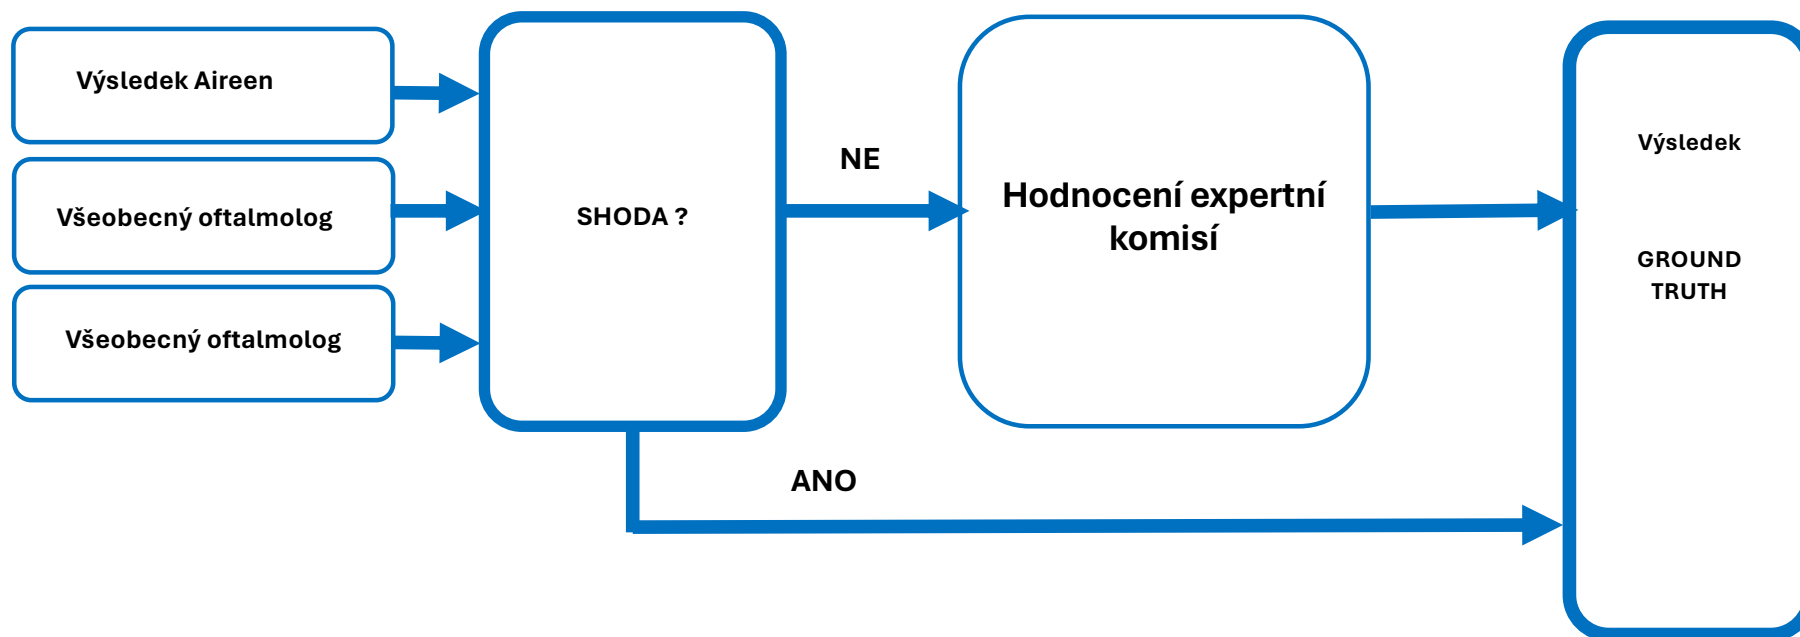 Výsledek Aireen
Všeobecný oftalmolog
Všeobecný oftalmolog
SHODA ?
NE
ANO
Hodnocení expertní
komisí
Výsledek
GROUND
TRUTH